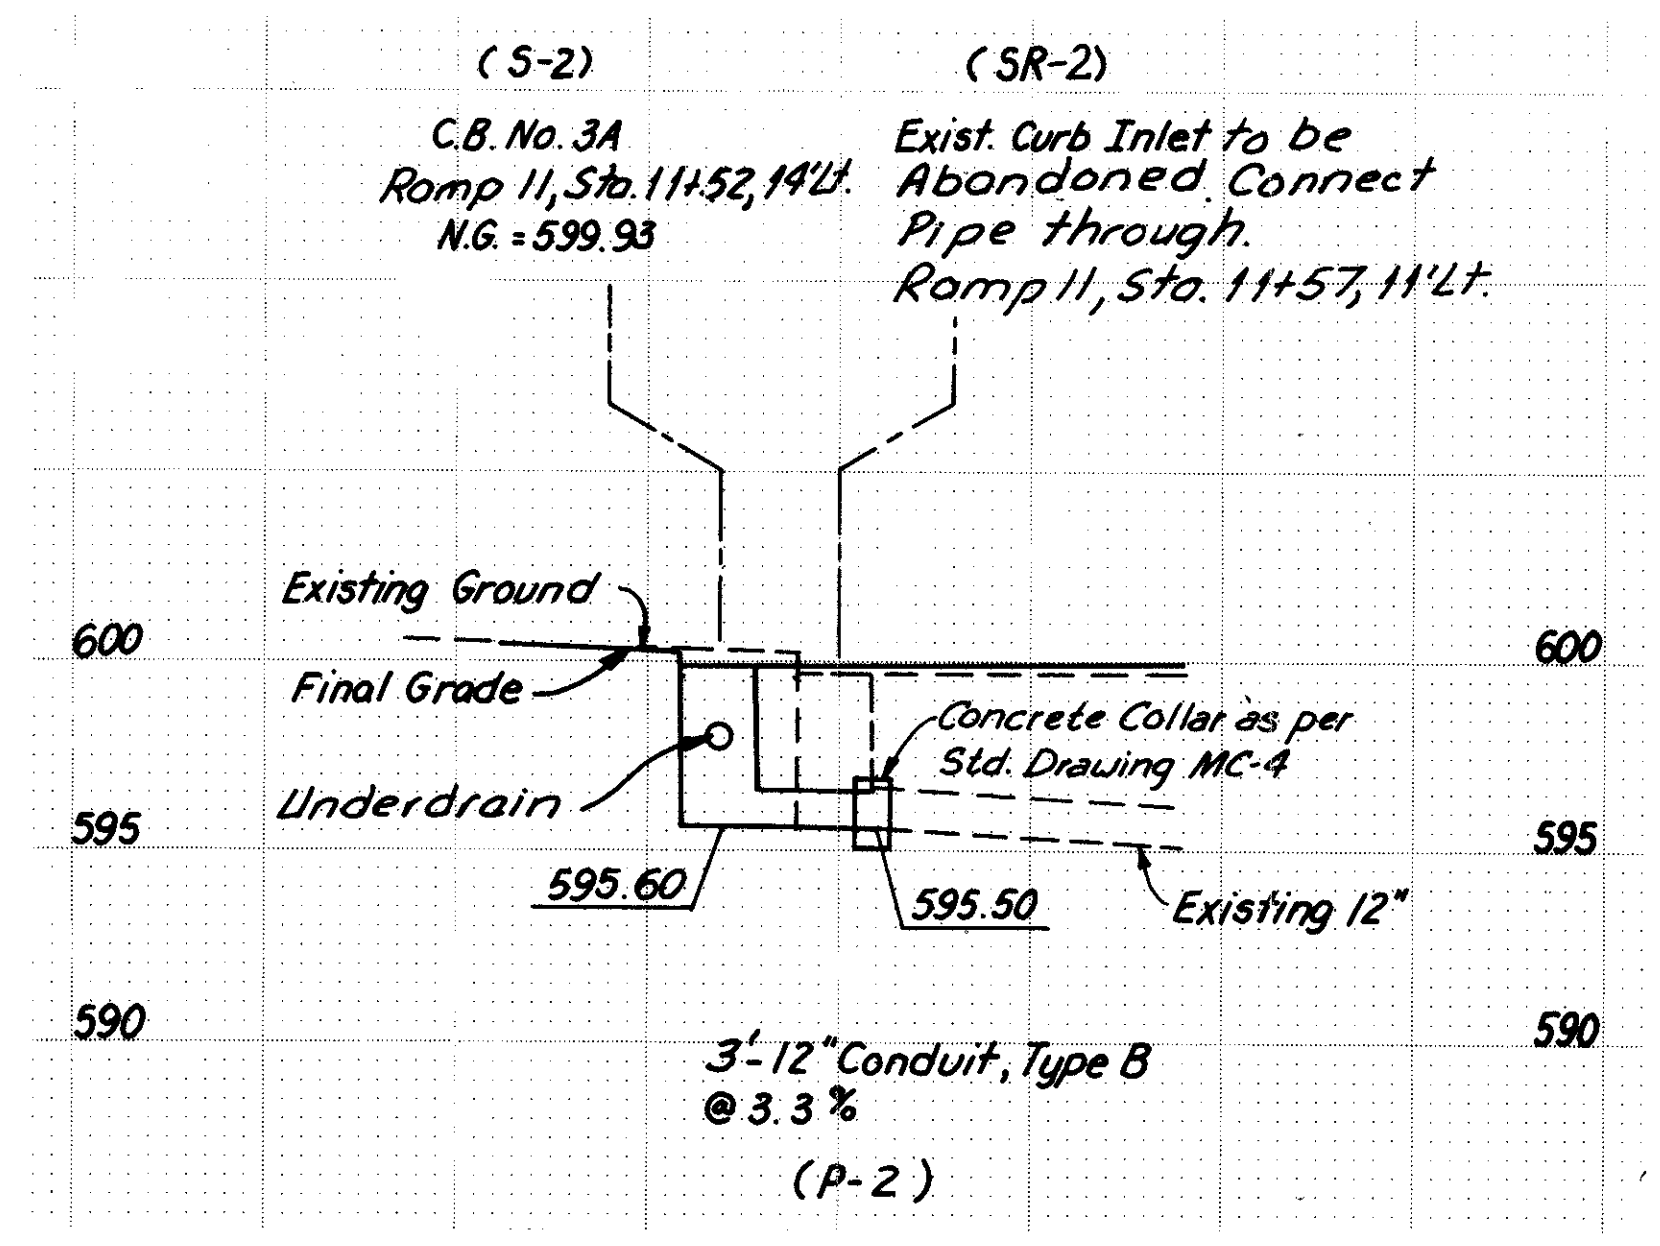 (S-2)
C.B. No. 3A
Ramp 11, Sta. 11+52, 14'Lt.
N.G. = 599.93
(SR-2)
Exist. Curb Inlet to be
Abandoned. Connect
Pipe through.
Ramp 11, Sta. 11+57, 11'Lt.
Existing Ground
600
600
Final Grade
Concrete Collar as per
Std. Drawing MC-4
Underdrain
595
595
595.60
595.50
Existing 12"
590
590
3'-12" Conduit, Type B
@ 3.3%
(P-2)